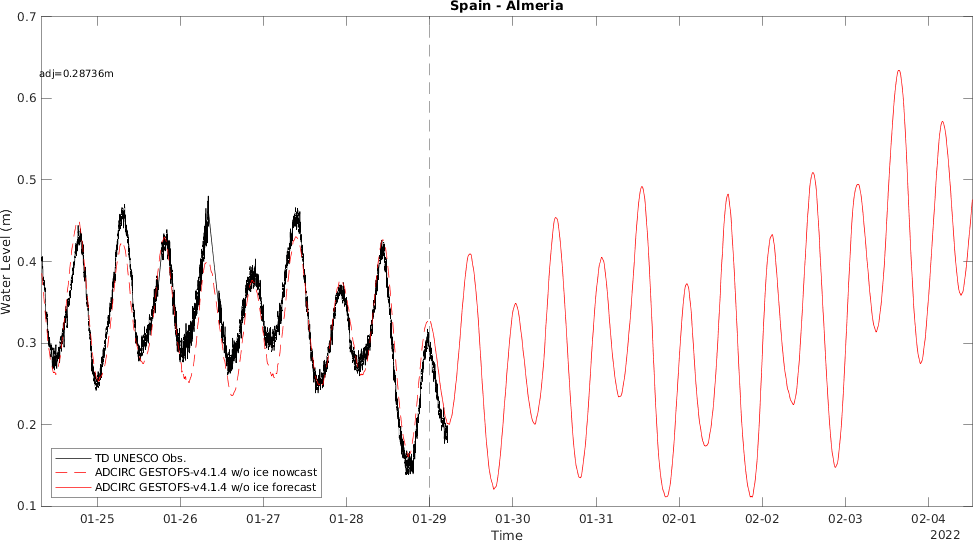 Spain - Almeria
0.7
adj=0.28736m
0.6
0.5
0.4
0.3
0.2
0.1
Water Level (m)
TD UNESCO Obs.
ADCIRC GESTOFS-v4.1.4 w/o ice nowcast
ADCIRC GESTOFS-v4.1.4 w/o ice forecast
01-25 01-26 01-27 01-28 01-29 01-30 01-31 02-01 02-02 02-03 02-04
Time
2022